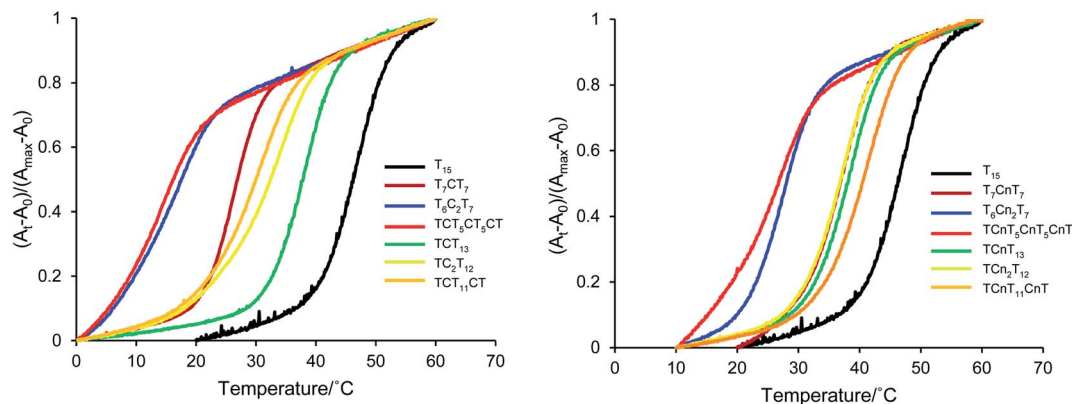 (Aₜ-A₀)/(Aₘₐₓ-A₀)
1
0.8
0.6
0.4
0.2
0
0 10 20 30 40 50 60 70
Temperature/˚C
T₁₅
T₇CT₇
T₆C₂T₇
TCT₅CT₅CT
TCT₁₃
TC₂T₁₂
TCT₁₁CT
(Aₜ-A₀)/(Aₘₐₓ-A₀)
1
0.8
0.6
0.4
0.2
0
10 20 30 40 50 60 70
Temperature/˚C
T₁₅
T₇CnT₇
T₆Cn₂T₇
TCnT₅CnT₅CnT
TCnT₁₃
TCn₂T₁₂
TCnT₁₁CnT